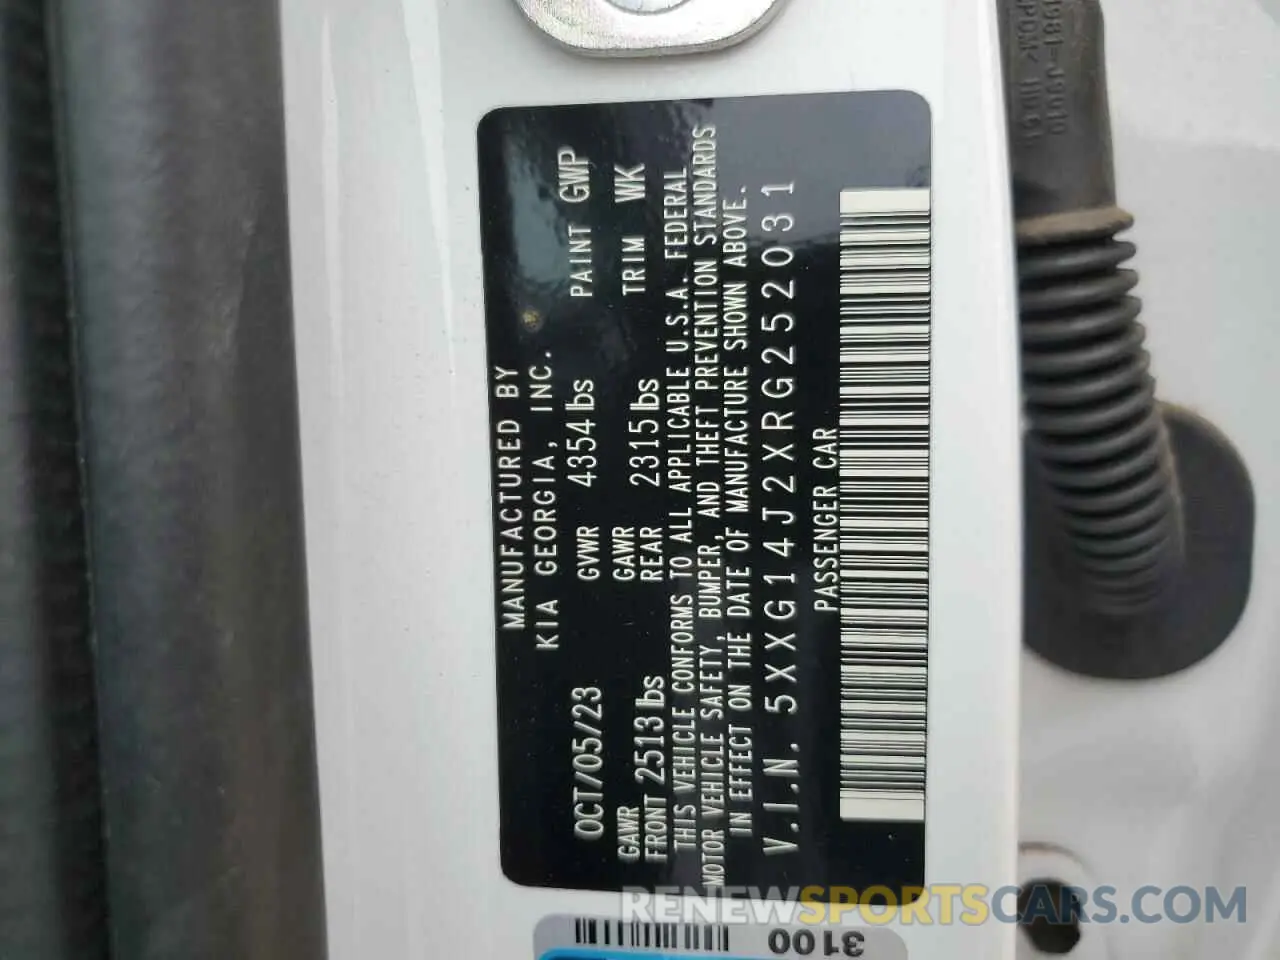 MANUFACTURED BY
KIA GEORGIA, INC.
OCT/05/23 GVWR 4354 lbs PAINT GWP
GAWR FRONT 2513 lbs GAWR REAR 2315 lbs TRIM WK
THIS VEHICLE CONFORMS TO ALL APPLICABLE U.S.A. FEDERAL
MOTOR VEHICLE SAFETY, BUMPER, AND THEFT PREVENTION STANDARDS
IN EFFECT ON THE DATE OF MANUFACTURE SHOWN ABOVE.
V.I.N. 5XXG14J2XRG252031
PASSENGER CAR
3100
RENEWSPORTSCARS.COM